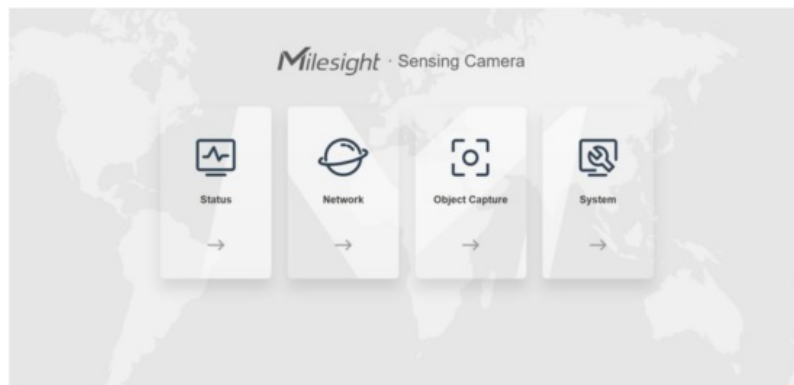 Milesight · Sensing Camera
Status
Network
Object Capture
System